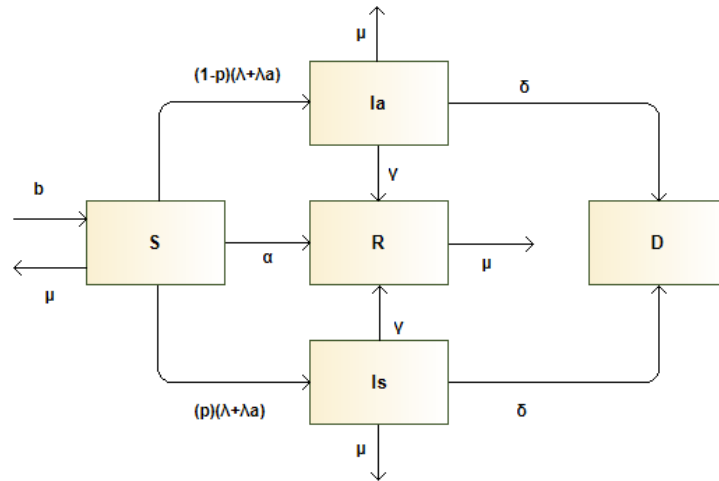 μ
(1-p)(λ+λa)
Ia
δ
γ
b
S
α
R
μ
D
μ
γ
Is
(p)(λ+λa)
δ
μ